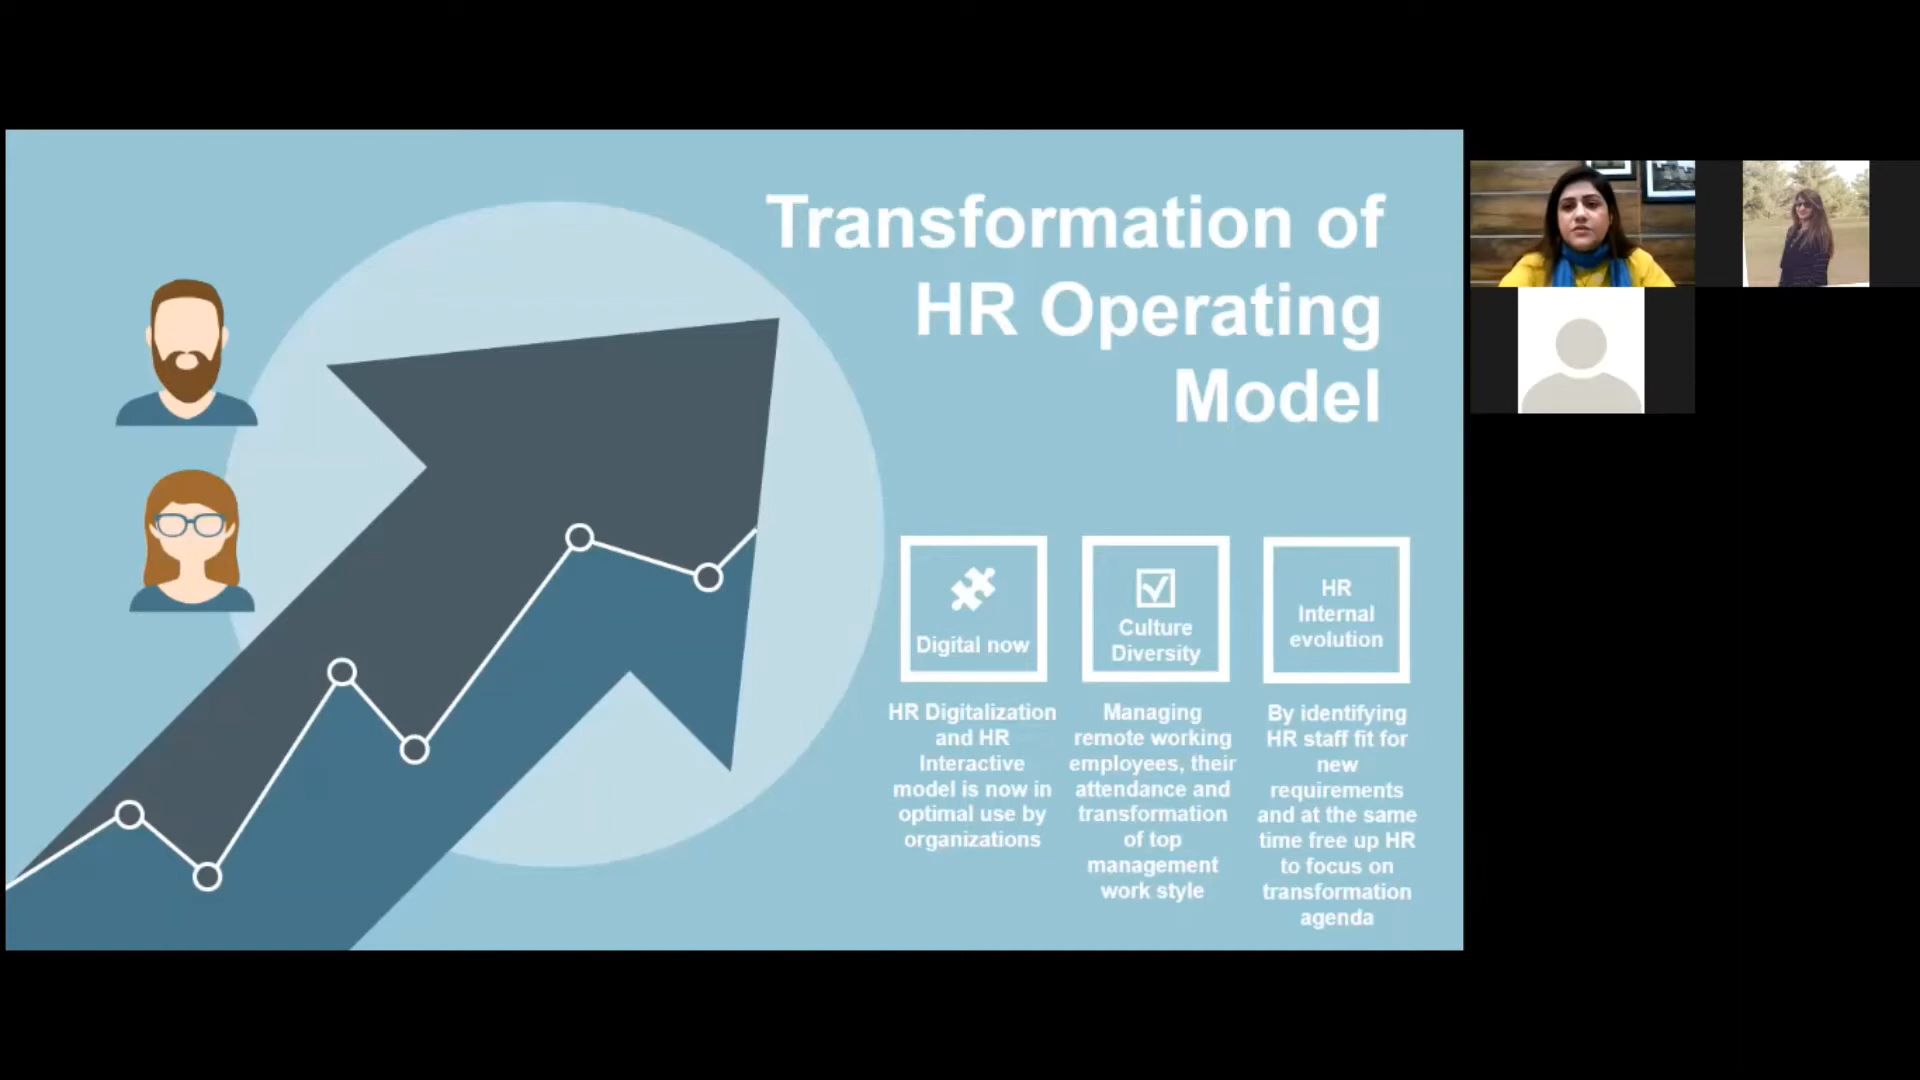 Transformation of
HR Operating
Model
Digital now
HR Digitalization
and HR
Interactive
model is now in
optimal use by
organizations
Culture
Diversity
Managing
remote working
employees, their
attendance and
transformation
of top
management
work style
HR
Internal
evolution
By identifying
HR staff fit for
new
requirements
and at the same
time free up HR
to focus on
transformation
agenda